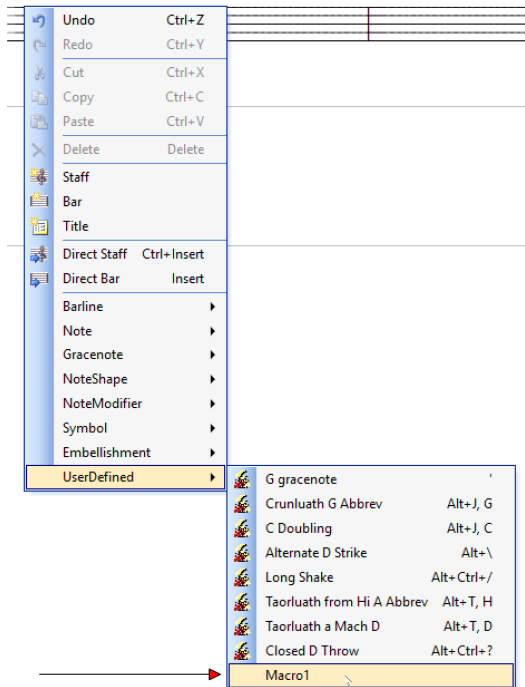 Undo Ctrl+Z
Redo Ctrl+Y
Cut Ctrl+X
Copy Ctrl+C
Paste Ctrl+V
Delete Delete
Staff
Bar
Title
Direct Staff Ctrl+Insert
Direct Bar Insert
Barline
Note
Gracenote
NoteShape
NoteModifier
Symbol
Embellishment
UserDefined
G gracenote '
Crunluath G Abbrev Alt+J, G
C Doubling Alt+J, C
Alternate D Strike Alt+\
Long Shake Alt+Ctrl+/
Taorluath from Hi A Abbrev Alt+T, H
Taorluath a Mach D Alt+T, D
Closed D Throw Alt+Ctrl+?
Macro1